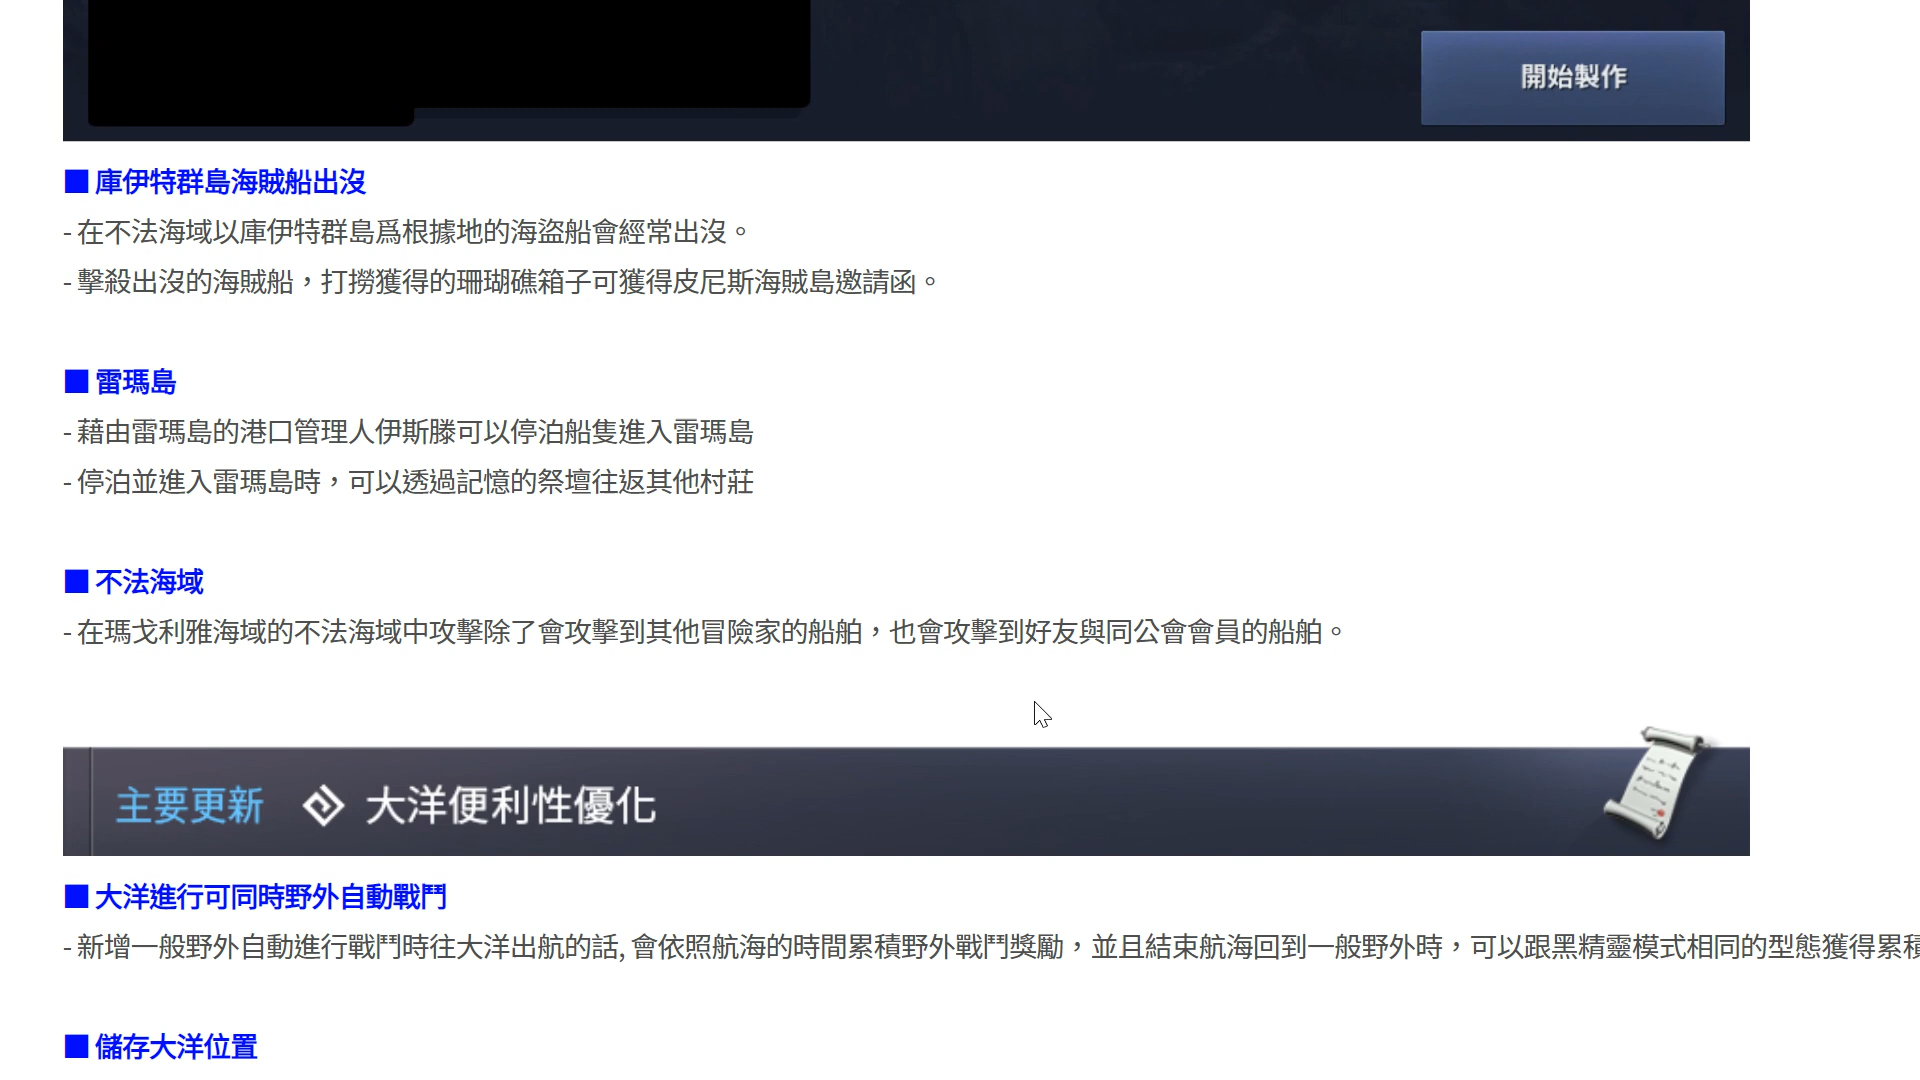 開始製作
■ 庫伊特群島海賊船出沒
- 在不法海域以庫伊特群島爲根據地的海盜船會經常出沒。
- 擊殺出沒的海賊船，打撈獲得的珊瑚礁箱子可獲得皮尼斯海賊島邀請函。
■ 雷瑪島
- 藉由雷瑪島的港口管理人伊斯滕可以停泊船隻進入雷瑪島
- 停泊並進入雷瑪島時，可以透過記憶的祭壇往返其他村莊
■ 不法海域
- 在瑪戈利雅海域的不法海域中攻擊除了會攻擊到其他冒險家的船舶，也會攻擊到好友與同公會會員的船舶。
主要更新 大洋便利性優化
■ 大洋進行可同時野外自動戰鬥
- 新增一般野外自動進行戰鬥時往大洋出航的話, 會依照航海的時間累積野外戰鬥獎勵，並且結束航海回到一般野外時，可以跟黑精靈模式相同的型態獲得累積
■ 儲存大洋位置